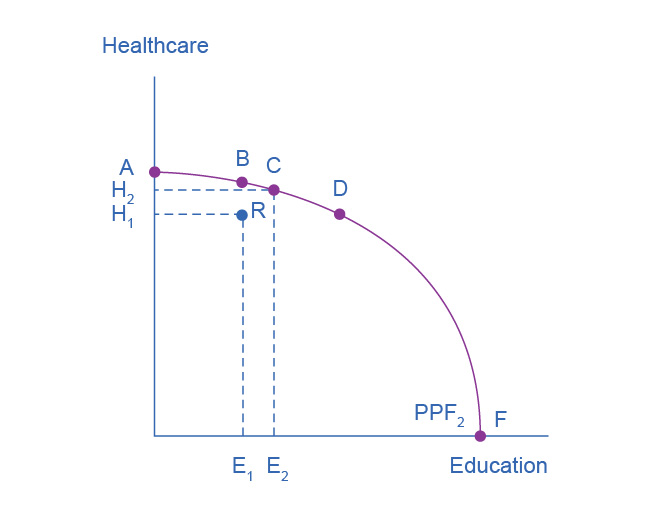 Healthcare
B
C
A
D
H2
H1
R
PPF2
F
E1 E2
Education